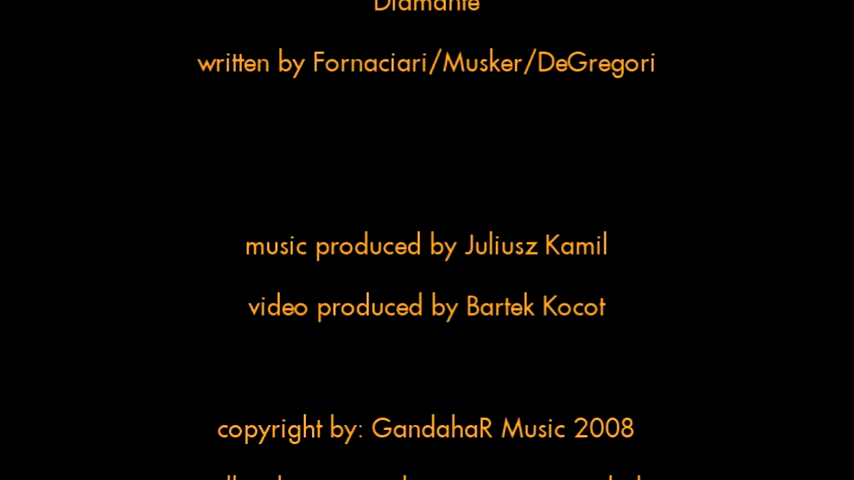 Diamante
written by Fornaciari/Musker/DeGregori
music produced by Juliusz Kamil
video produced by Bartek Kocot
copyright by: GandahaR Music 2008